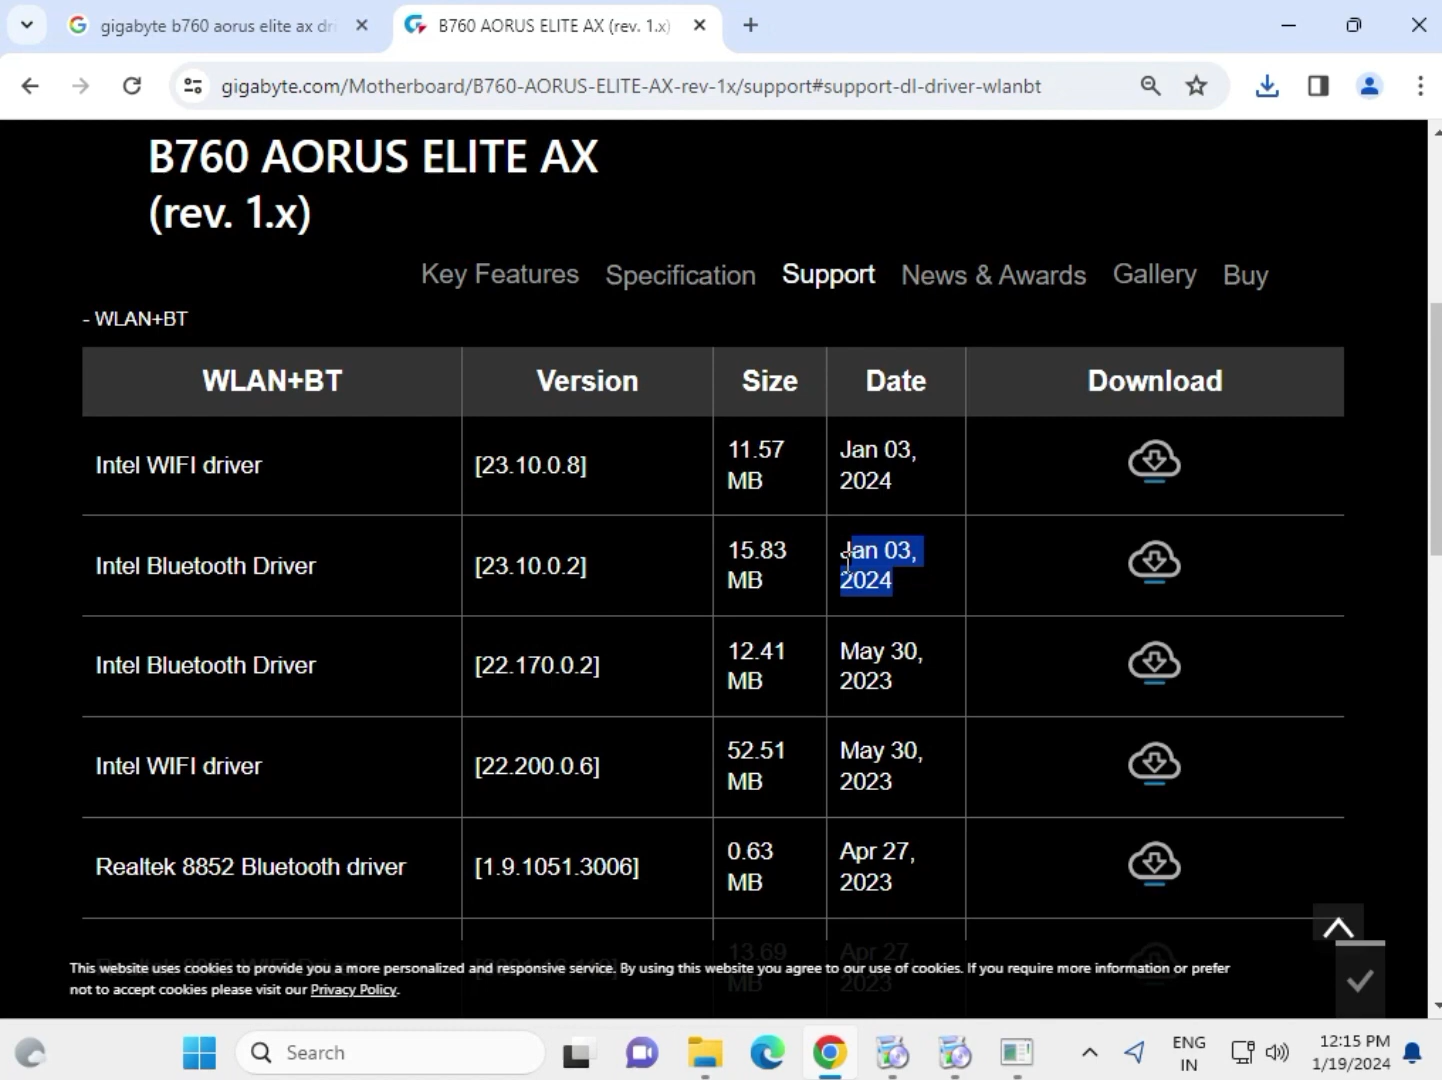 gigabyte b760 aorus elite ax dri
B760 AORUS ELITE AX (rev. 1.x)
gigabyte.com/Motherboard/B760-AORUS-ELITE-AX-rev-1x/support#support-dl-driver-wlanbt
B760 AORUS ELITE AX
(rev. 1.x)
Key Features Specification Support News & Awards Gallery Buy
- WLAN+BT
WLAN+BT Version Size Date Download
Intel WIFI driver [23.10.0.8] 11.57 MB Jan 03, 2024
Intel Bluetooth Driver [23.10.0.2] 15.83 MB Jan 03, 2024
Intel Bluetooth Driver [22.170.0.2] 12.41 MB May 30, 2023
Intel WIFI driver [22.200.0.6] 52.51 MB May 30, 2023
Realtek 8852 Bluetooth driver [1.9.1051.3006] 0.63 MB Apr 27, 2023
13.69 MB Apr 27, 2023
This website uses cookies to provide you a more personalized and responsive service. By using this website you agree to our use of cookies. If you require more information or prefer
not to accept cookies please visit our Privacy Policy.
Search
ENG
IN
12:15 PM
1/19/2024